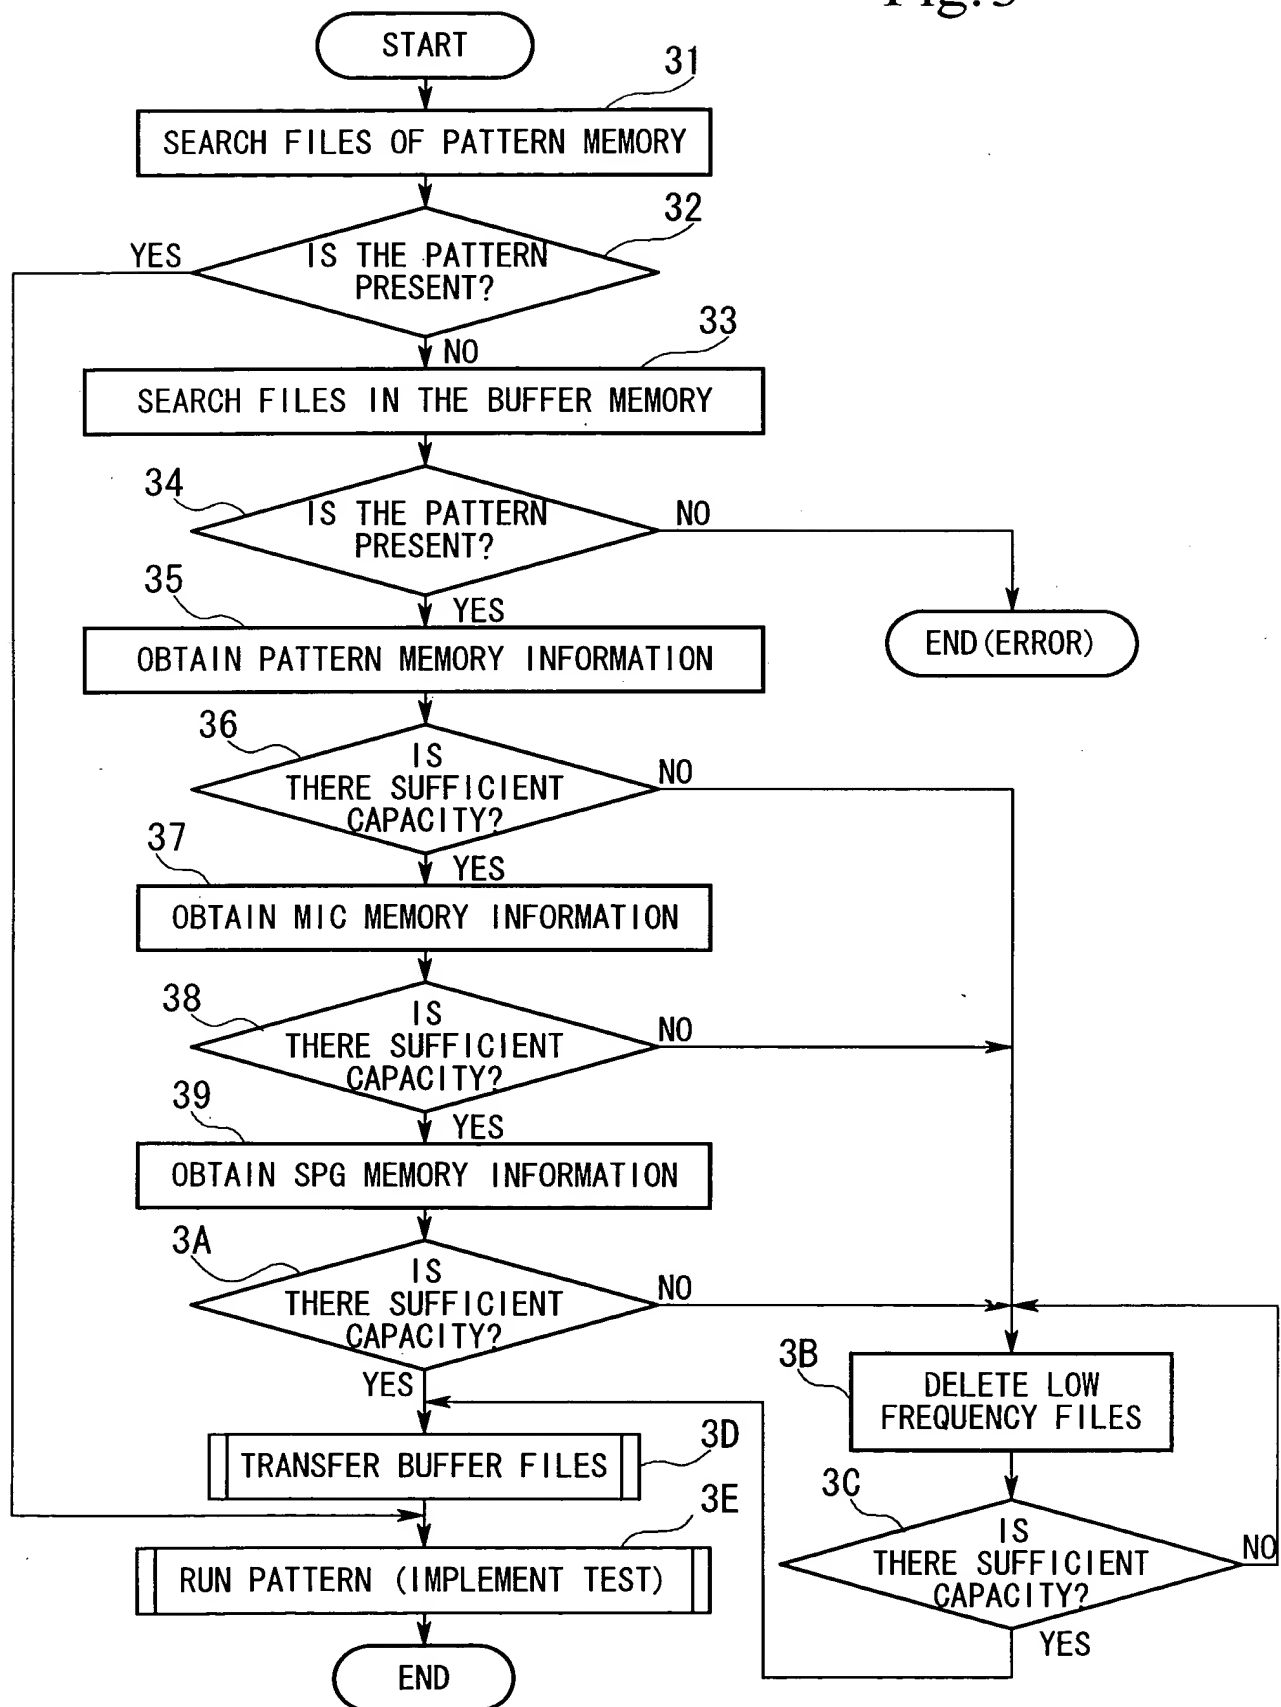 Fig. 3
START
31
SEARCH FILES OF PATTERN MEMORY
32
YES
IS THE PATTERN
PRESENT?
33
NO
SEARCH FILES IN THE BUFFER MEMORY
34
IS THE PATTERN
PRESENT?
NO
35
YES
OBTAIN PATTERN MEMORY INFORMATION
END (ERROR)
36
IS
THERE SUFFICIENT
CAPACITY?
NO
37
YES
OBTAIN MIC MEMORY INFORMATION
38
IS
THERE SUFFICIENT
CAPACITY?
NO
39
YES
OBTAIN SPG MEMORY INFORMATION
3A
IS
THERE SUFFICIENT
CAPACITY?
NO
YES
3B
DELETE LOW
FREQUENCY FILES
3D
TRANSFER BUFFER FILES
3C
IS
THERE SUFFICIENT
CAPACITY?
NO
YES
3E
RUN PATTERN (IMPLEMENT TEST)
END